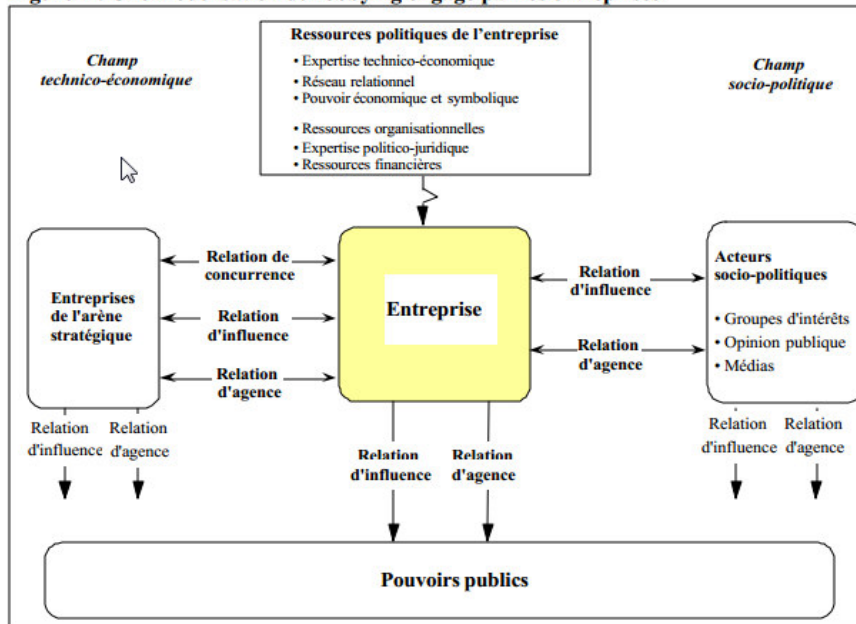 Ressources politiques de l'entreprise
• Expertise technico-économique
• Réseau relationnel
• Pouvoir économique et symbolique
• Ressources organisationnelles
• Expertise politico-juridique
• Ressources financières
Champ
technico-économique
Champ
socio-politique
Entreprises
de l'arène
stratégique
Relation de
concurrence
Relation
d'influence
Relation
d'agence
Entreprise
Relation
d'influence
Relation
d'agence
Acteurs
socio-politiques
• Groupes d'intérêts
• Opinion publique
• Médias
Relation
d'influence
Relation
d'agence
Relation
d'influence
Relation
d'agence
Relation
d'influence
Relation
d'agence
Pouvoirs publics